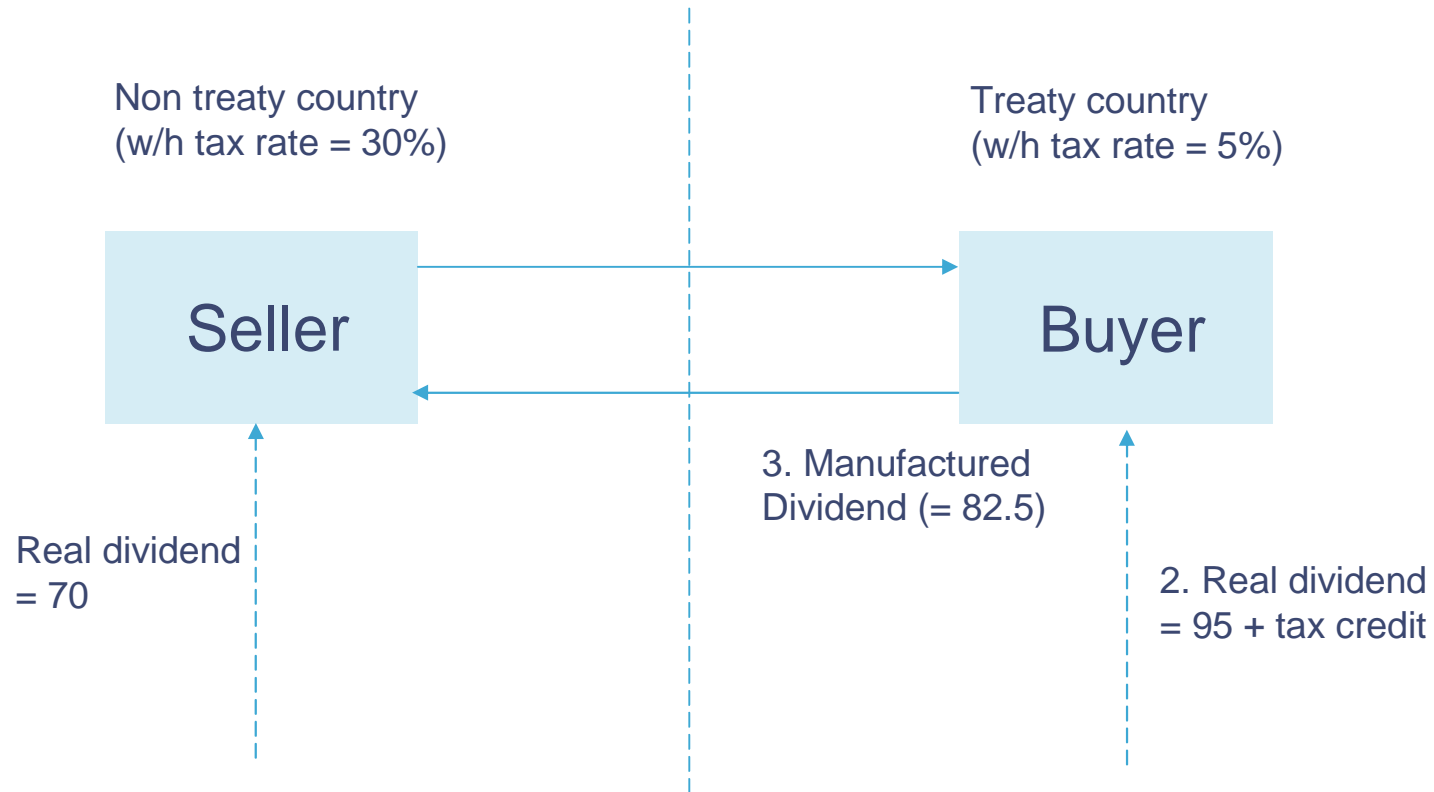 Non treaty country
(w/h tax rate = 30%)
Treaty country
(w/h tax rate = 5%)
Seller
Buyer
3. Manufactured
Dividend (= 82.5)
Real dividend
= 70
2. Real dividend
= 95 + tax credit